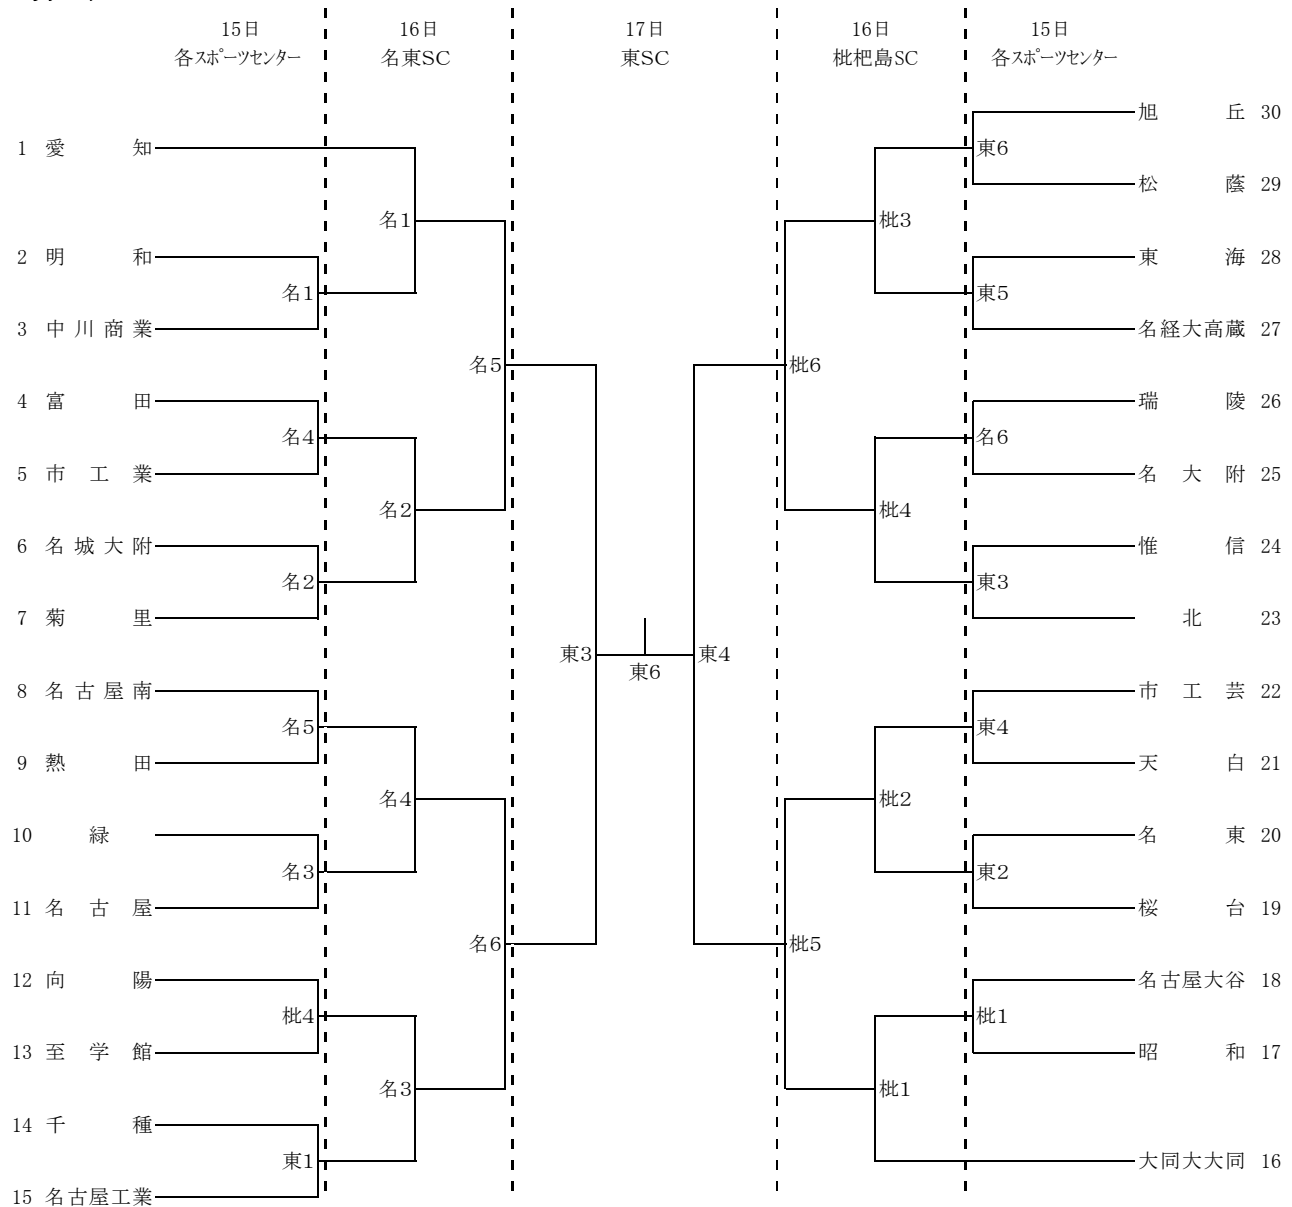 15日 16日 17日 16日 15日
各スポーツセンター 名東SC 東SC 枇杷島SC 各スポーツセンター
旭丘 30
1 愛知 東6
松蔭 29
名1 枇3
2 明和 東海 28
名1 東5
3 中川商業 名経大高蔵 27
名5 枇6
4 富田 瑞陵 26
名4 名6
5 市工業 名大附 25
名2 枇4
6 名城大附 惟信 24
名2 東3
7 菊里 北 23
東3 東4
東6
8 名古屋南 市工芸 22
名5 東4
9 熱田 天白 21
名4 枇2
10 緑 名東 20
名3 東2
11 名古屋 桜台 19
名6 枇5
12 向陽 名古屋大谷 18
枇4 枇1
13 至学館 昭和 17
名3 枇1
14 千種
東1 大同大大同 16
15 名古屋工業